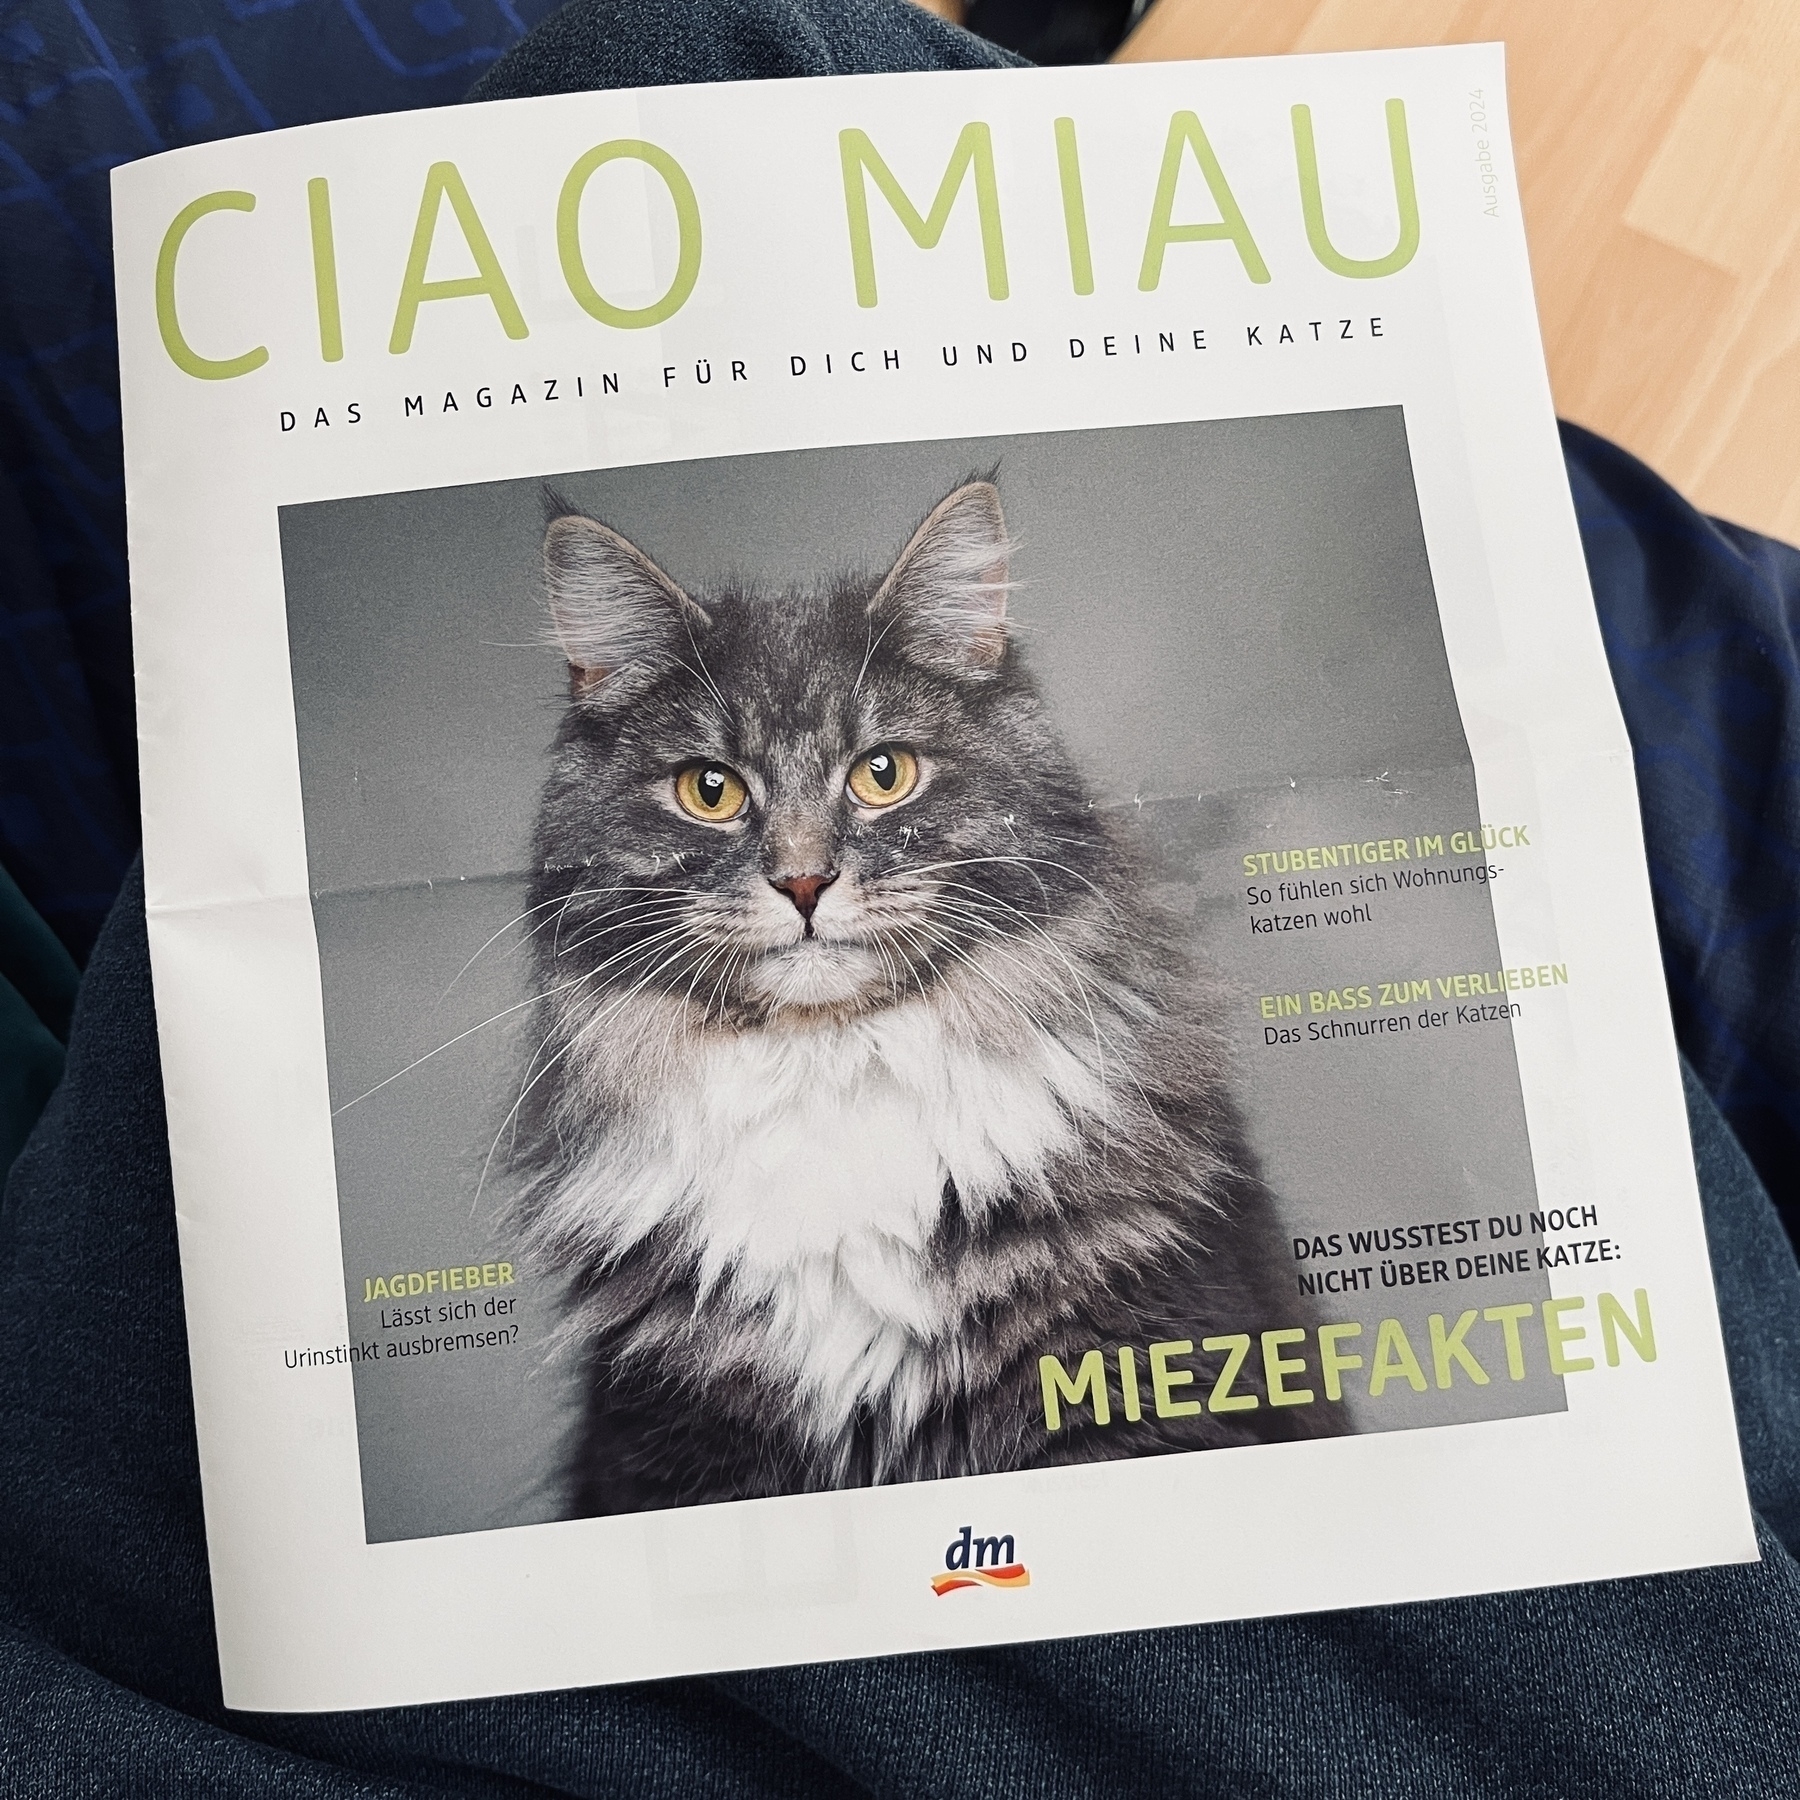 CIAO MIAU
Ausgabe 2024
DAS MAGAZIN FÜR DICH UND DEINE KATZE
STUBENTIGER IM GLÜCK
So fühlen sich Wohnungs-
katzen wohl
EIN BASS ZUM VERLIEBEN
Das Schnurren der Katzen
JAGDFIEBER
Lässt sich der
Urinstinkt ausbremsen?
DAS WUSSTEST DU NOCH
NICHT ÜBER DEINE KATZE:
MIEZEFAKTEN
dm